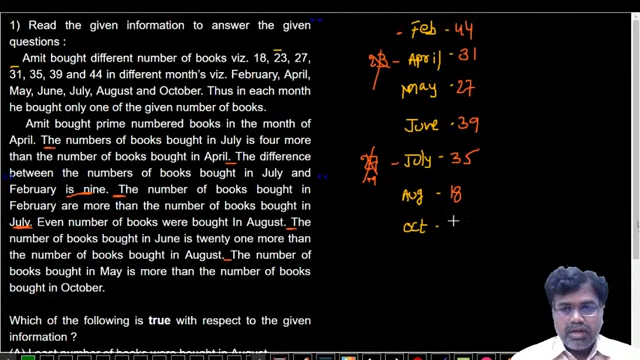 1) Read the given information to answer the given
questions :
Amit bought different number of books viz. 18, 23, 27,
31, 35, 39 and 44 in different month's viz. February, April,
May, June, July, August and October. Thus in each month
he bought only one of the given number of books.
Amit bought prime numbered books in the month of
April. The numbers of books bought in July is four more
than the number of books bought in April. The difference
between the numbers of books bought in July and
February is nine. The number of books bought in
February are more than the number of books bought in
July. Even number of books were bought in August. The
number of books bought in June is twenty one more than
the number of books bought in August. The number of
books bought in May is more than the number of books
bought in October.
Which of the following is true with respect to the given
information ?
(A) Least number of books were bought in August
- Feb - 44
23 - April - 31
May - 27
June - 39
- July - 35
Aug - 18
Oct -